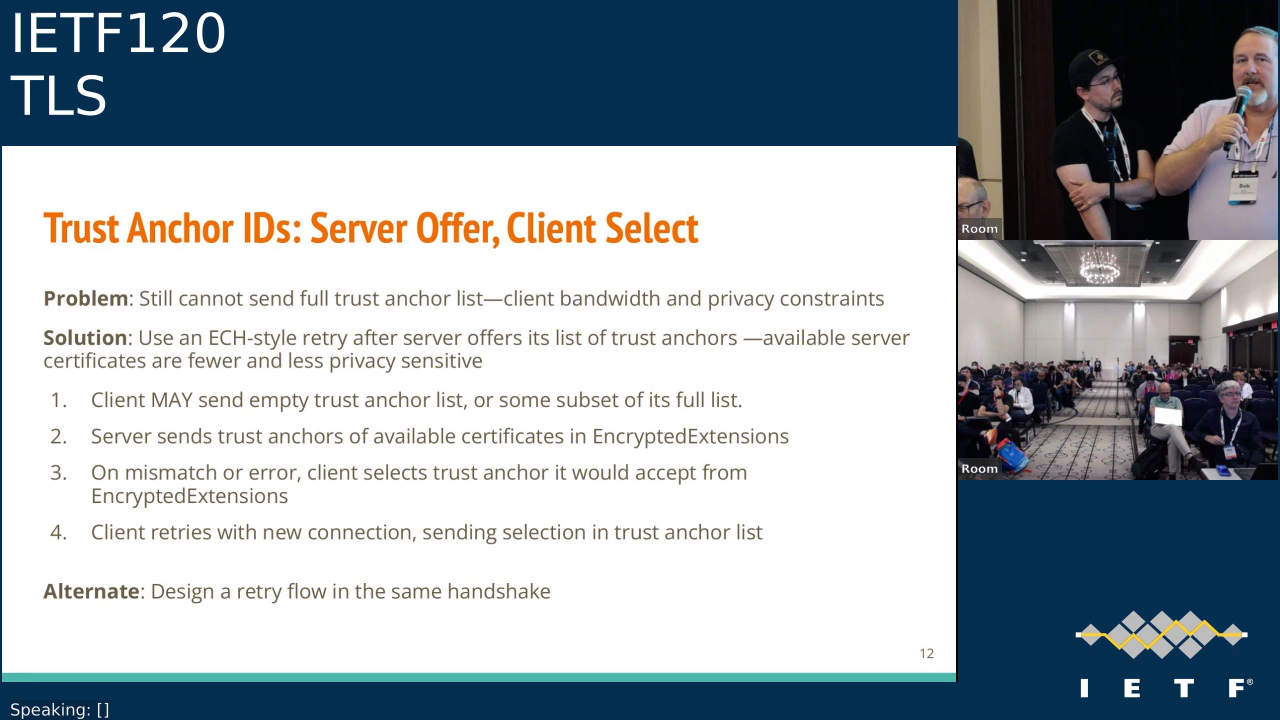 IETF120
TLS
Trust Anchor IDs: Server Offer, Client Select
Problem: Still cannot send full trust anchor list—client bandwidth and privacy constraints
Solution: Use an ECH-style retry after server offers its list of trust anchors —available server
certificates are fewer and less privacy sensitive
1. Client MAY send empty trust anchor list, or some subset of its full list.
2. Server sends trust anchors of available certificates in EncryptedExtensions
3. On mismatch or error, client selects trust anchor it would accept from
EncryptedExtensions
4. Client retries with new connection, sending selection in trust anchor list
Alternate: Design a retry flow in the same handshake
12
Speaking: []
Room
Bob
Room
I E T F®